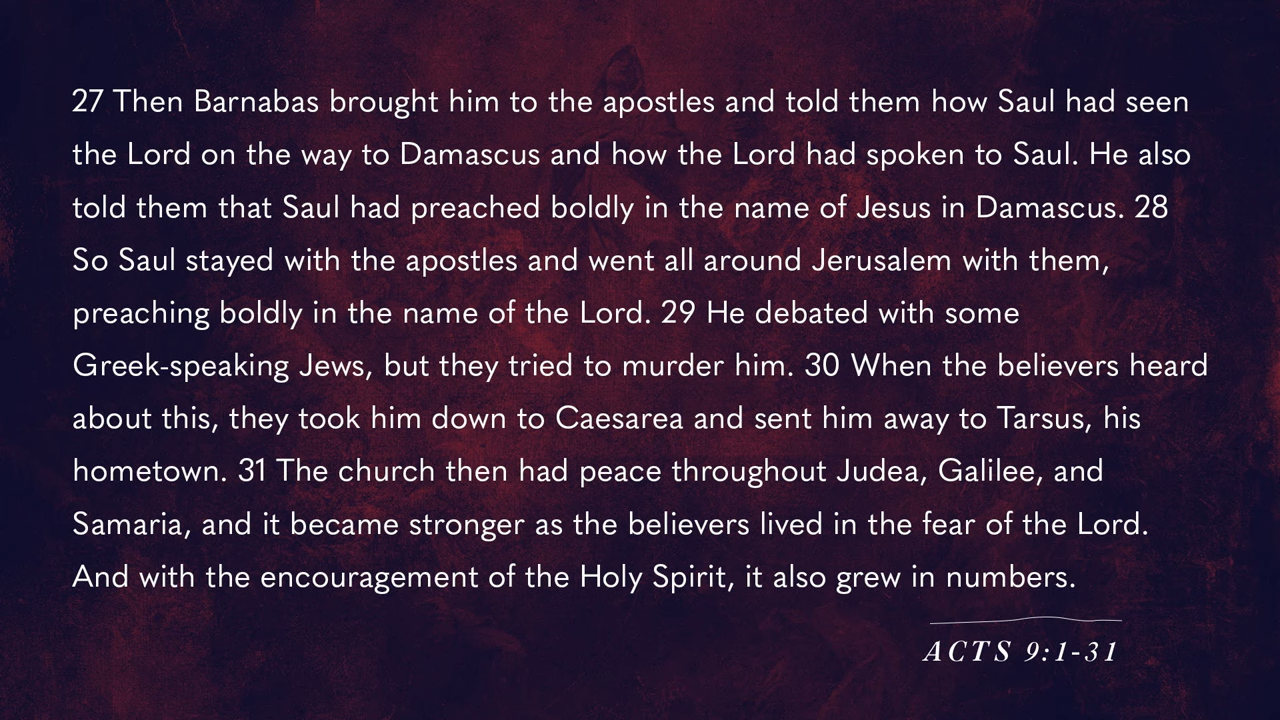 27 Then Barnabas brought him to the apostles and told them how Saul had seen
the Lord on the way to Damascus and how the Lord had spoken to Saul. He also
told them that Saul had preached boldly in the name of Jesus in Damascus. 28
So Saul stayed with the apostles and went all around Jerusalem with them,
preaching boldly in the name of the Lord. 29 He debated with some
Greek-speaking Jews, but they tried to murder him. 30 When the believers heard
about this, they took him down to Caesarea and sent him away to Tarsus, his
hometown. 31 The church then had peace throughout Judea, Galilee, and
Samaria, and it became stronger as the believers lived in the fear of the Lord.
And with the encouragement of the Holy Spirit, it also grew in numbers.
ACTS 9:1-31